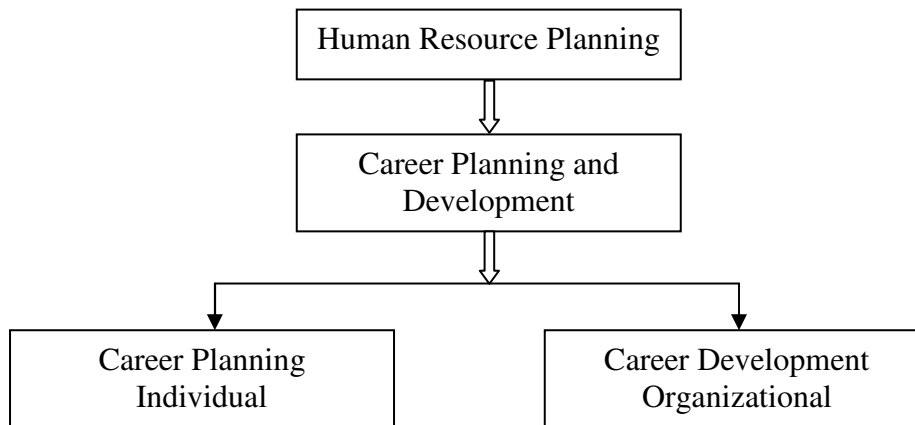 Human Resource Planning
Career Planning and
Development
Career Planning
Individual
Career Development
Organizational